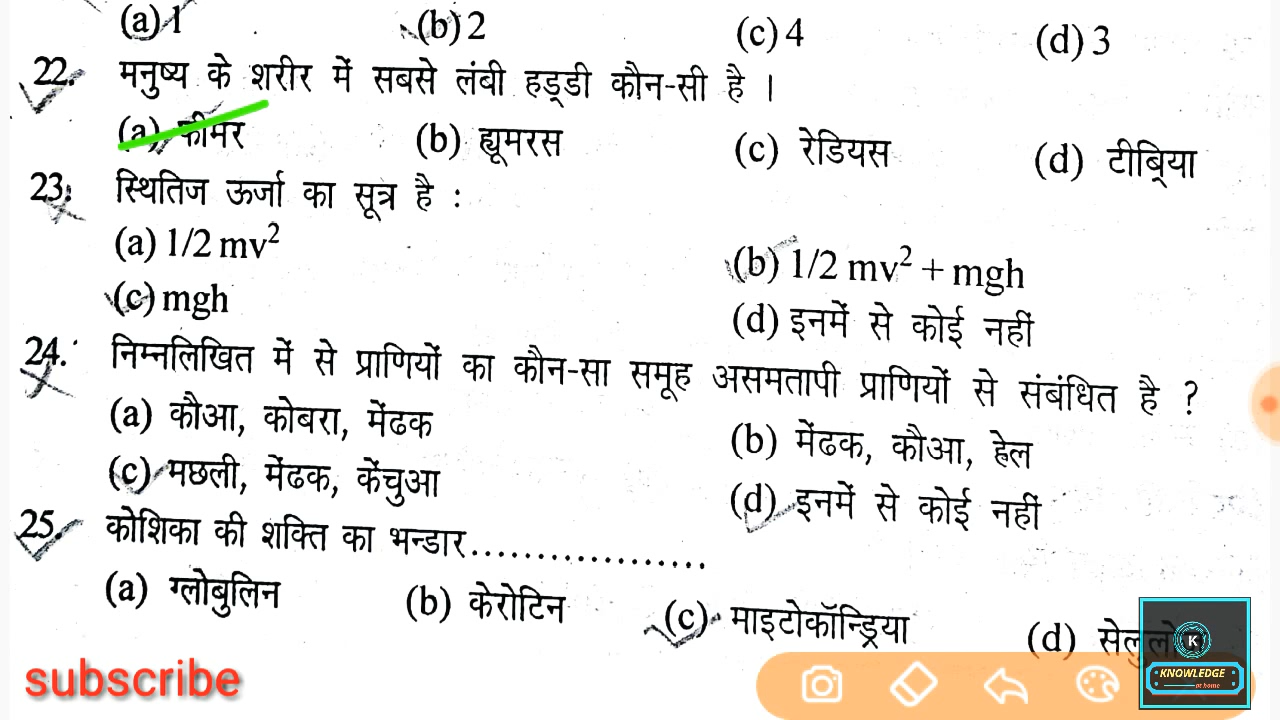 (a) 1 (b) 2 (c) 4 (d) 3
22. मनुष्य के शरीर में सबसे लंबी हड्डी कौन-सी है ।
(a) फीमर (b) ह्यूमरस (c) रेडियस (d) टीबि्या
23. स्थितिज ऊर्जा का सूत्र है :
(a) 1/2 mv² (b) 1/2 mv² + mgh
(c) mgh (d) इनमें से कोई नहीं
24. निम्नलिखित में से प्राणियों का कौन-सा समूह असमतापी प्राणियों से संबंधित है ?
(a) कौआ, कोबरा, मेंढक (b) मेंढक, कौआ, ह्रेल
(c) मछली, मेंढक, केंचुआ (d) इनमें से कोई नहीं
25. कोशिका की शक्ति का भन्डार..................
(a) ग्लोबुलिन (b) केरोटिन (c) माइटोकॉन्ड्रिया (d)
subscribe
K
KNOWLEDGE
at home